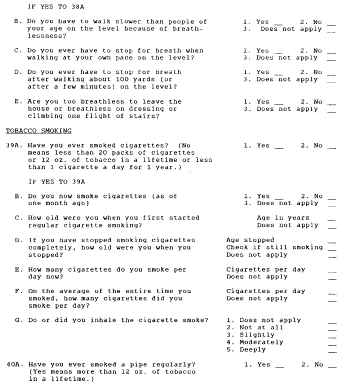 IF YES TO 38A
B. Do you have to walk slower than people of 1. Yes __ 2. No __
your age on the level because of breath- 3. Does not apply __
lessness?
C. Do you ever have to stop for breath when 1. Yes __ 2. No __
walking at your own pace on the level? 3. Does not apply __
D. Do you ever have to stop for breath 1. Yes __ 2. No __
after walking about 100 yards (or 3. Does not apply __
after a few minutes) on the level?
E. Are you too breathless to leave the 1. Yes __ 2. No __
house or breathless on dressing or 3. Does not apply __
climbing one flight of stairs?
TOBACCO SMOKING
39A. Have you ever smoked cigarettes? (No 1. Yes __ 2. No __
means less than 20 packs of cigarettes
or 12 oz. of tobacco in a lifetime or less
than 1 cigarette a day for 1 year.)
IF YES TO 39A
B. Do you now smoke cigarettes (as of 1. Yes __ 2. No __
one month ago) 3. Does not apply __
C. How old were you when you first started Age in years __
regular cigarette smoking? Does not apply __
D. If you have stopped smoking cigarettes Age stopped __
completely, how old were you when you Check if still smoking __
stopped? Does not apply __
E. How many cigarettes do you smoke per Cigarettes per day __
day now? Does not apply __
F. On the average of the entire time you Cigarettes per day __
smoked, how many cigarettes did you Does not apply __
smoke per day?
G. Do or did you inhale the cigarette smoke? 1. Does not apply __
2. Not at all __
3. Slightly __
4. Moderately __
5. Deeply __
40A. Have you ever smoked a pipe regularly? 1. Yes __ 2. No __
(Yes means more than 12 oz. of tobacco
in a lifetime.)